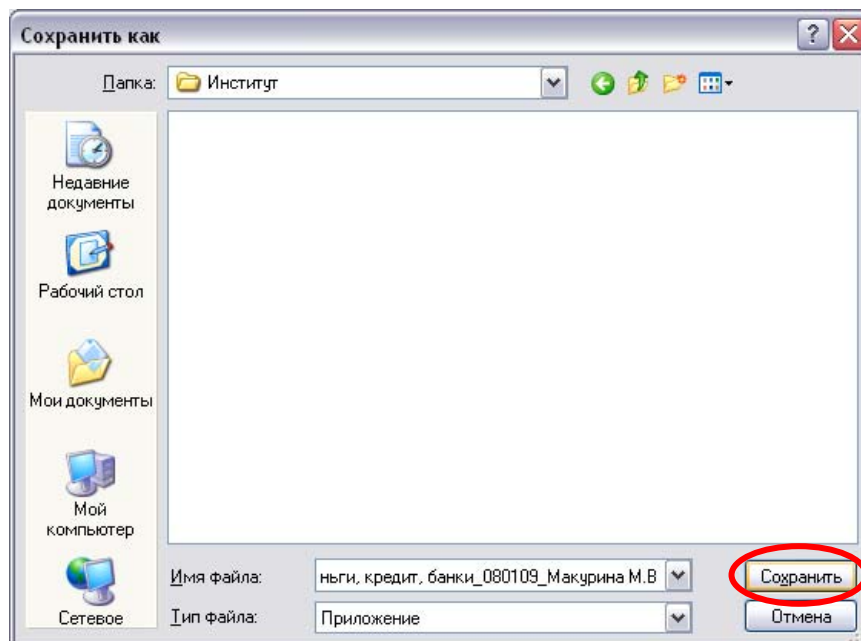 Сохранить как
Папка: Институт
Недавние
документы
Рабочий стол
Мои документы
Мой
компьютер
Сетевое
Имя файла: ньги, кредит, банки_080109_Макурина М.В Сохранить
Тип файла: Приложение Отмена